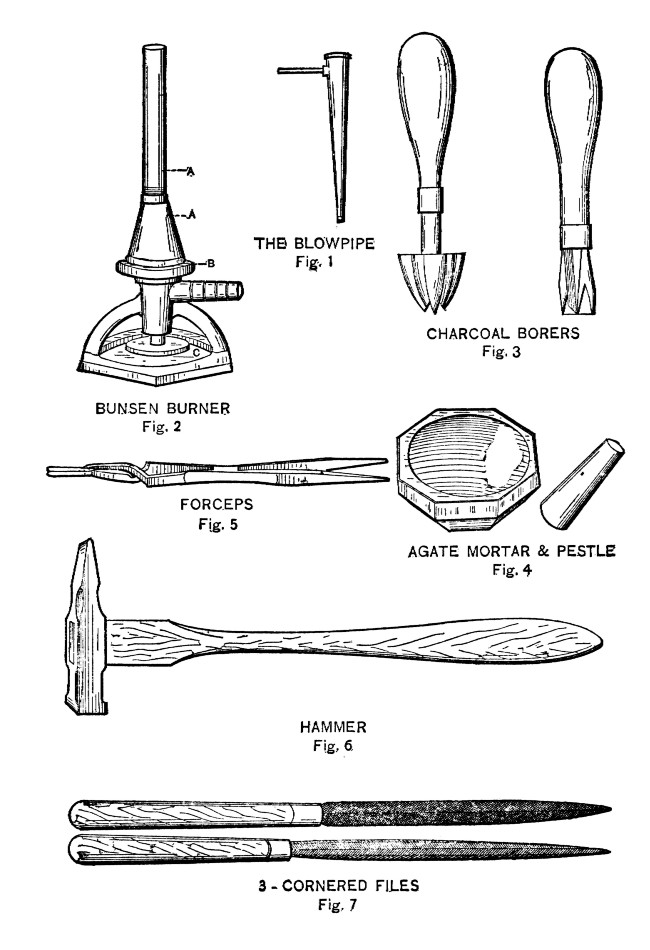 A
A
B
C
THE BLOWPIPE
Fig. 1
CHARCOAL BORERS
Fig. 3
BUNSEN BURNER
Fig. 2
FORCEPS
Fig. 5
AGATE MORTAR & PESTLE
Fig. 4
HAMMER
Fig. 6
3 - CORNERED FILES
Fig. 7